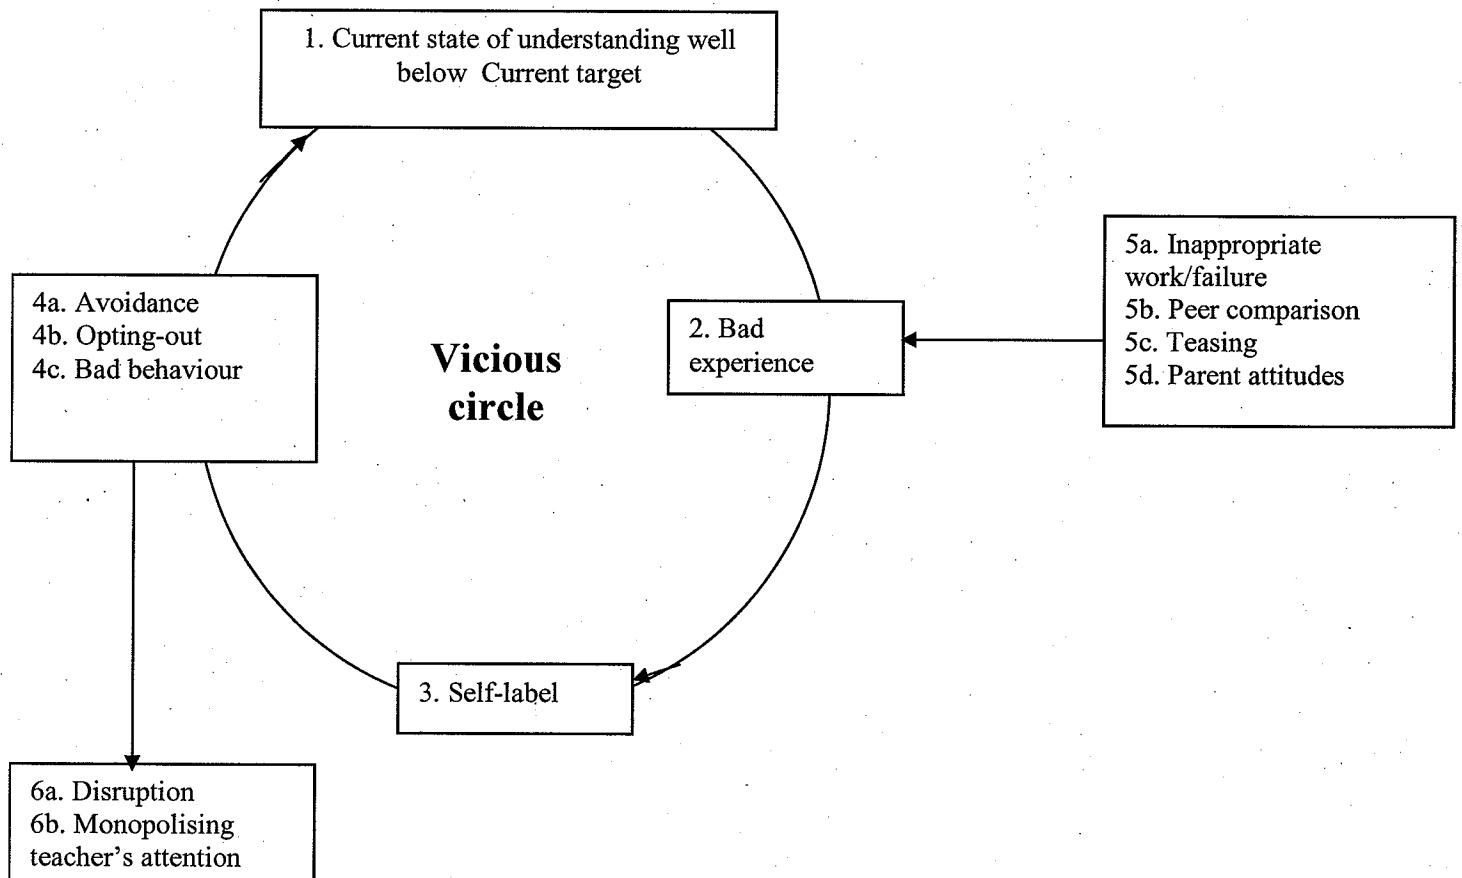 1. Current state of understanding well
below Current target
5a. Inappropriate
work/failure
5b. Peer comparison
5c. Teasing
5d. Parent attitudes
4a. Avoidance
4b. Opting-out
4c. Bad behaviour
2. Bad
experience
Vicious
circle
3. Self-label
6a. Disruption
6b. Monopolising
teacher's attention